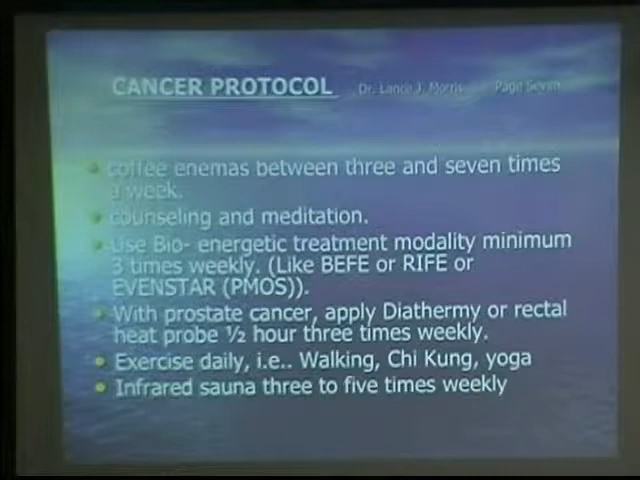 CANCER PROTOCOL Dr. Lance J. Morris Page Seven
coffee enemas between three and seven times
a week.
counseling and meditation.
Use Bio- energetic treatment modality minimum
3 times weekly. (Like BEFE or RIFE or
EVENSTAR (PMOS)).
With prostate cancer, apply Diathermy or rectal
heat probe ½ hour three times weekly.
Exercise daily, i.e.. Walking, Chi Kung, yoga
Infrared sauna three to five times weekly